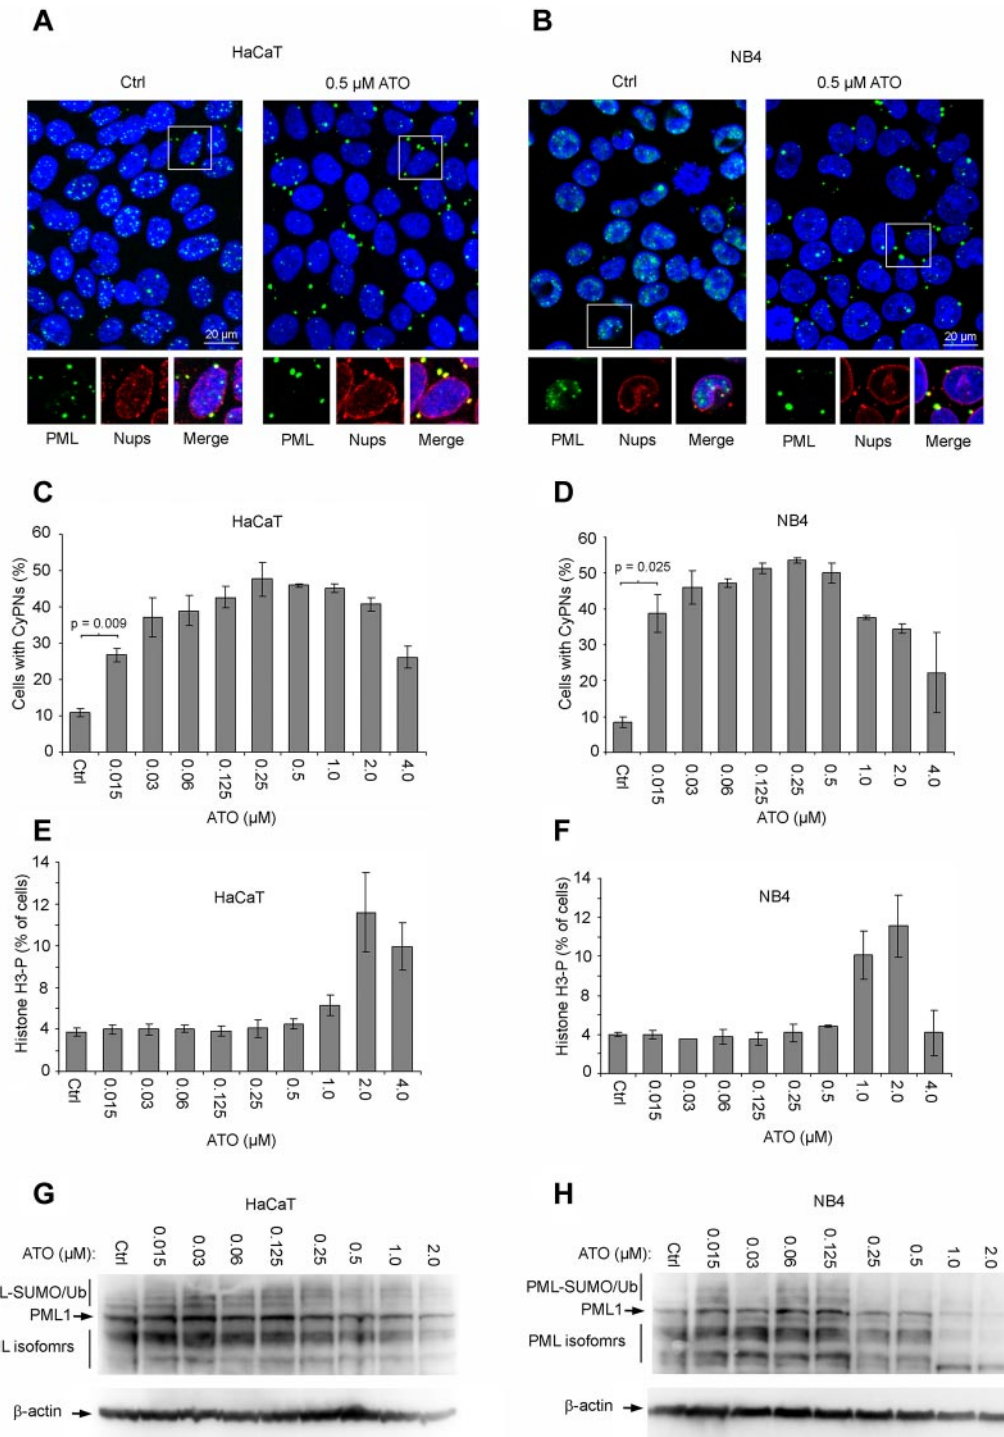 A
B
HaCaT
NB4
Ctrl
0.5 µM ATO
Ctrl
0.5 µM ATO
20 µm
20 µm
PML
Nups
Merge
PML
Nups
Merge
PML
Nups
Merge
PML
Nups
Merge
C
HaCaT
Cells with CyPNs (%)
60
50
40
30
20
10
0
p = 0.009
Ctrl
0.015
0.03
0.06
0.125
0.25
0.5
1.0
2.0
4.0
ATO (µM)
D
NB4
Cells with CyPNs (%)
60
50
40
30
20
10
0
p = 0.025
Ctrl
0.015
0.03
0.06
0.125
0.25
0.5
1.0
2.0
4.0
ATO (µM)
E
HaCaT
Histone H3-P (% of cells)
14
12
10
8
4
0
Ctrl
0.015
0.03
0.06
0.125
0.25
0.5
1.0
2.0
4.0
ATO (µM)
F
NB4
Histone H3-P (% of cells)
14
12
10
8
4
0
Ctrl
0.015
0.03
0.06
0.125
0.25
0.5
1.0
2.0
4.0
ATO (µM)
G
HaCaT
ATO (µM):
Ctrl
0.015
0.03
0.06
0.125
0.25
0.5
1.0
2.0
L-SUMO/Ub
PML1
L isofomrs
β-actin
H
NB4
ATO (µM):
Ctrl
0.015
0.03
0.06
0.125
0.25
0.5
1.0
2.0
PML-SUMO/Ub
PML1
PML isofomrs
β-actin